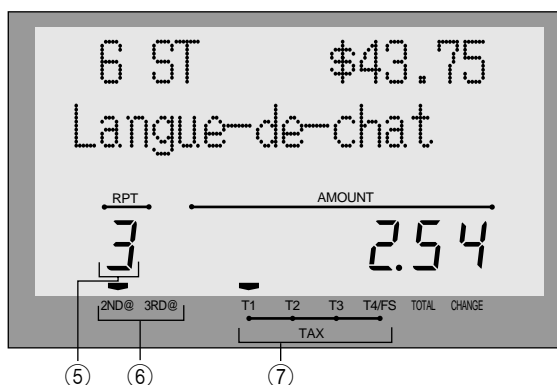 6 ST $43.75
Langue-de-chat
RPT AMOUNT
3 2.54
2ND@ 3RD@ T1 T2 T3 T4/FS TOTAL CHANGE
TAX
⑤ ⑥ ⑦